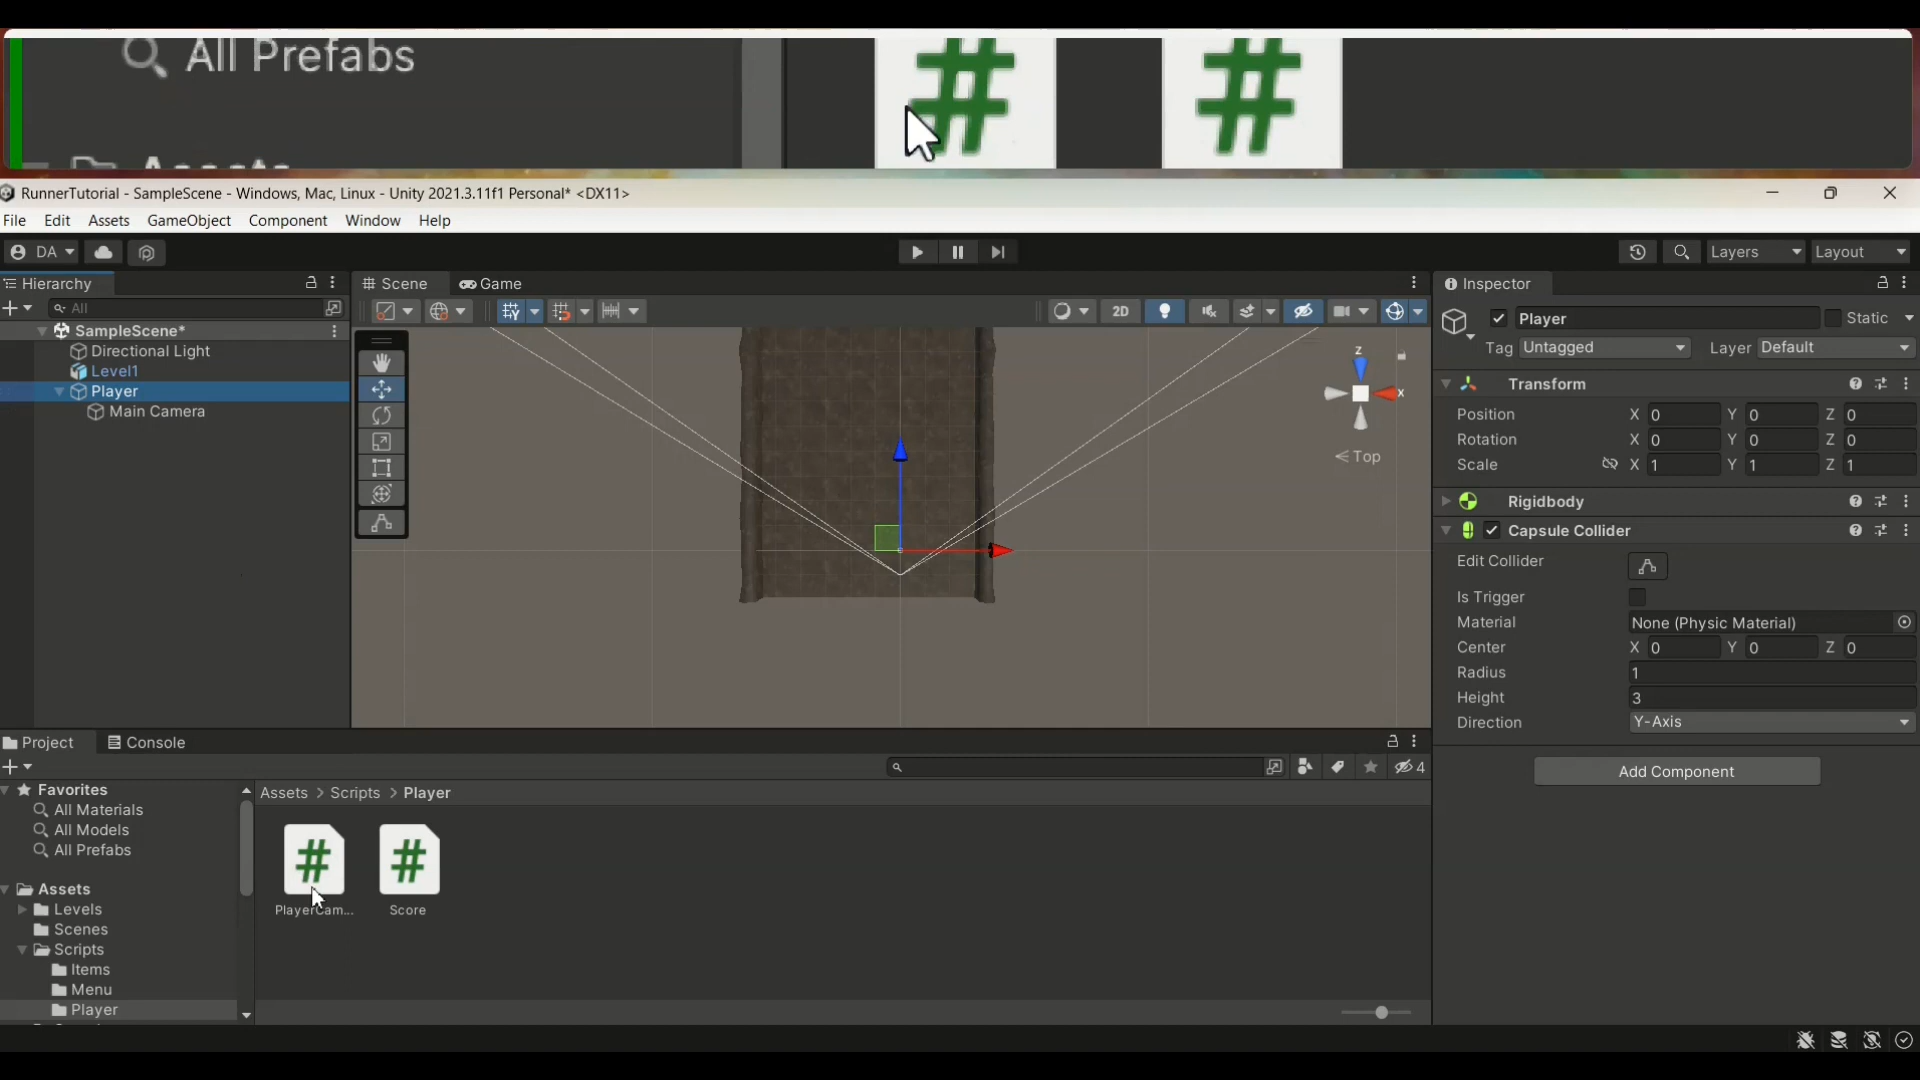 All Prefabs
Assets
RunnerTutorial - SampleScene - Windows, Mac, Linux - Unity 2021.3.11f1 Personal* <DX11>
File Edit Assets GameObject Component Window Help
DA Layers Layout
Hierarchy
All
SampleScene*
Directional Light
Level1
Player
Main Camera
Scene Game
2D
z
x
Top
Inspector
Player Static
Tag Untagged Layer Default
Transform
Position X 0 Y 0 Z 0
Rotation X 0 Y 0 Z 0
Scale X 1 Y 1 Z 1
Rigidbody
Capsule Collider
Edit Collider
Is Trigger
Material None (Physic Material)
Center X 0 Y 0 Z 0
Radius 1
Height 3
Direction Y-Axis
Add Component
Project Console
4
Favorites
All Materials
All Models
All Prefabs
Assets
Levels
Scenes
Scripts
Items
Menu
Player
Assets > Scripts > Player
# #
PlayerCam... Score